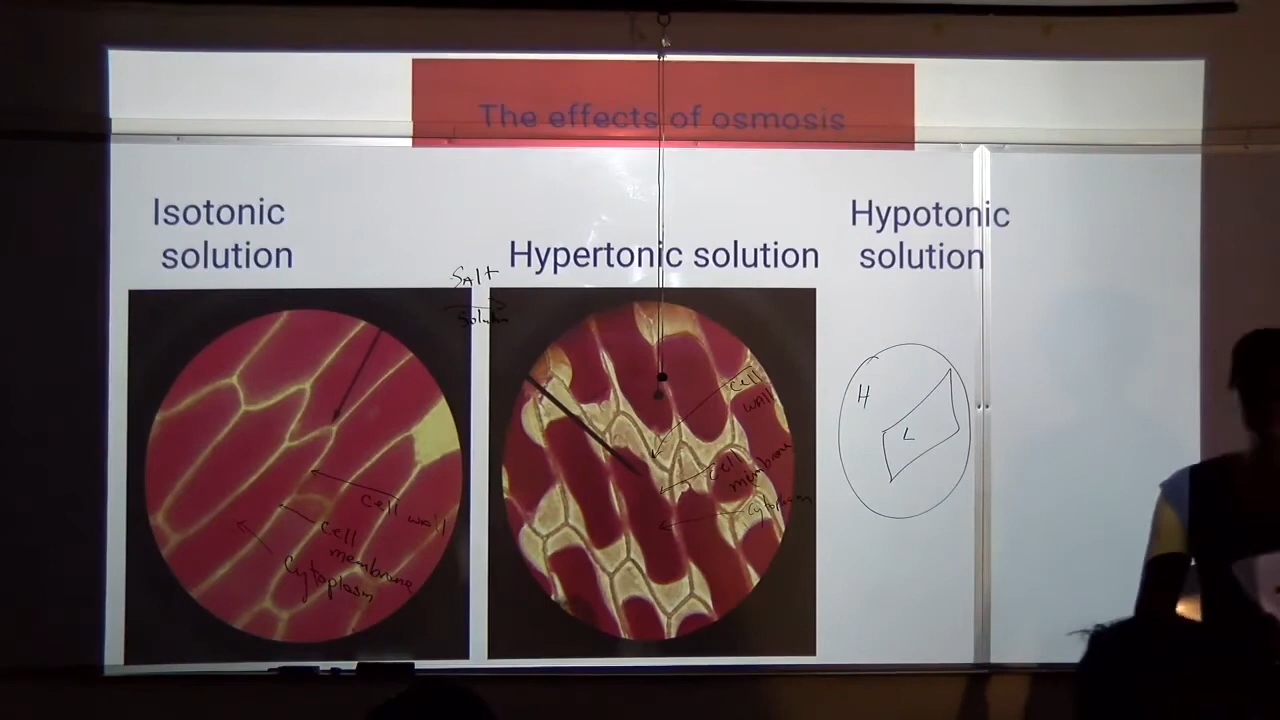 The effects of osmosis
Isotonic
solution
Hypertonic solution
Hypotonic
solution
SAlt
Solution
cell wall
cell
membrane
Cytoplasm
cell
wall
cell
membrane
Cytoplasm
H
L